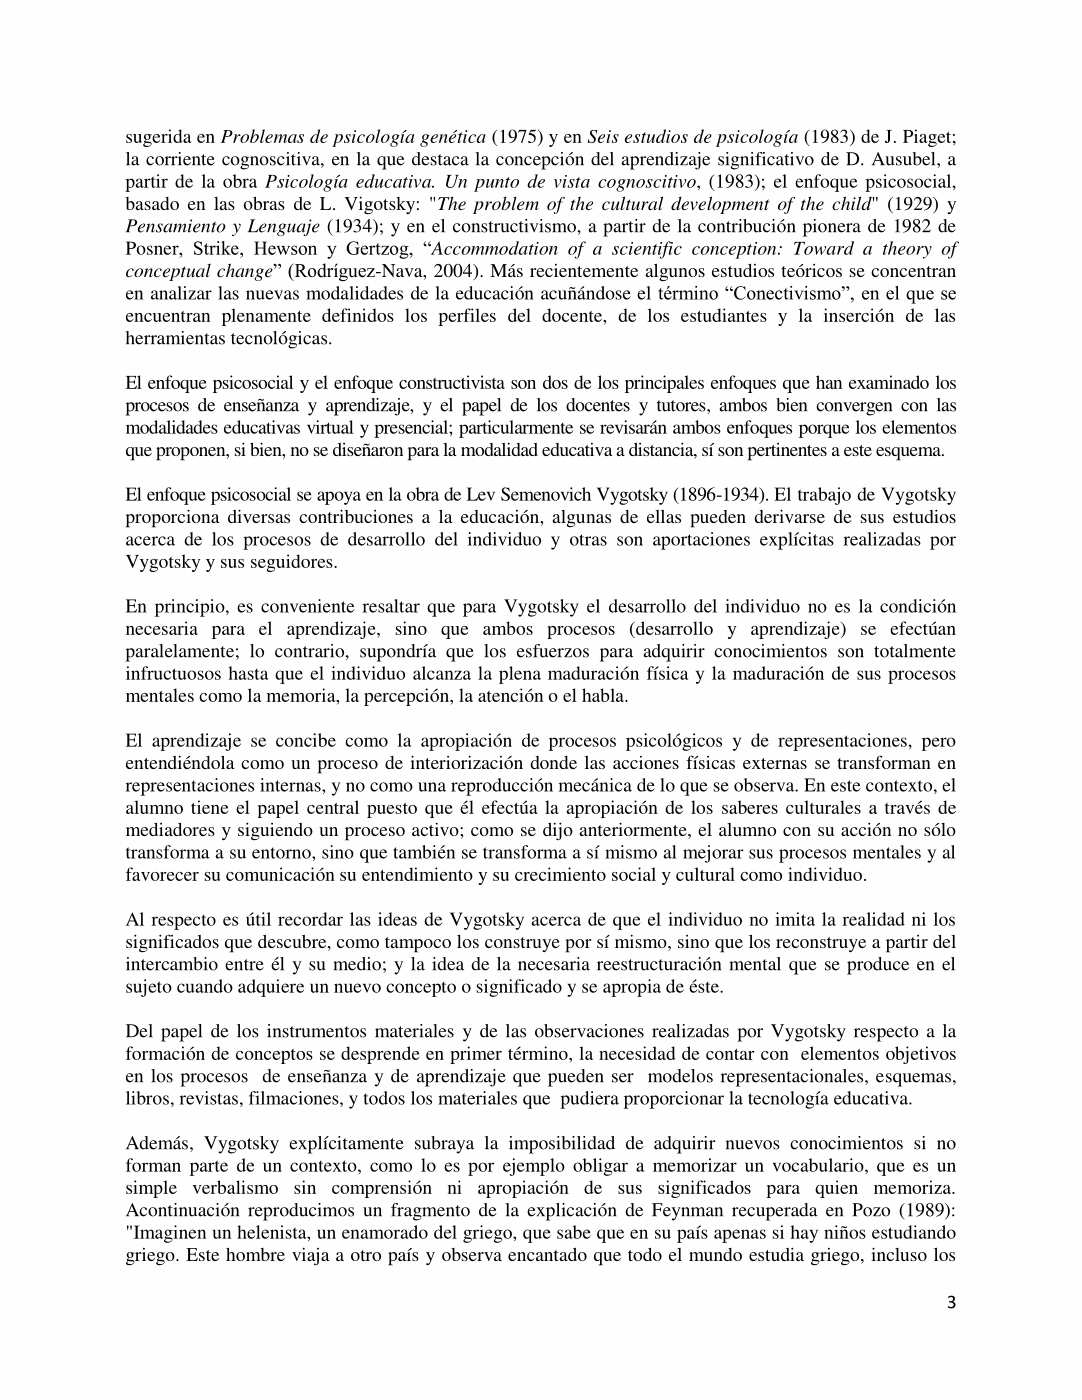 sugerida en Problemas de psicología genética (1975) y en Seis estudios de psicología (1983) de J. Piaget;
la corriente cognoscitiva, en la que destaca la concepción del aprendizaje significativo de D. Ausubel, a
partir de la obra Psicología educativa. Un punto de vista cognoscitivo, (1983); el enfoque psicosocial,
basado en las obras de L. Vigotsky: "The problem of the cultural development of the child" (1929) y
Pensamiento y Lenguaje (1934); y en el constructivismo, a partir de la contribución pionera de 1982 de
Posner, Strike, Hewson y Gertzog, “Accommodation of a scientific conception: Toward a theory of
conceptual change” (Rodríguez-Nava, 2004). Más recientemente algunos estudios teóricos se concentran
en analizar las nuevas modalidades de la educación acuñándose el término “Conectivismo”, en el que se
encuentran plenamente definidos los perfiles del docente, de los estudiantes y la inserción de las
herramientas tecnológicas.
El enfoque psicosocial y el enfoque constructivista son dos de los principales enfoques que han examinado los
procesos de enseñanza y aprendizaje, y el papel de los docentes y tutores, ambos bien convergen con las
modalidades educativas virtual y presencial; particularmente se revisarán ambos enfoques porque los elementos
que proponen, si bien, no se diseñaron para la modalidad educativa a distancia, sí son pertinentes a este esquema.
El enfoque psicosocial se apoya en la obra de Lev Semenovich Vygotsky (1896-1934). El trabajo de Vygotsky
proporciona diversas contribuciones a la educación, algunas de ellas pueden derivarse de sus estudios
acerca de los procesos de desarrollo del individuo y otras son aportaciones explícitas realizadas por
Vygotsky y sus seguidores.
En principio, es conveniente resaltar que para Vygotsky el desarrollo del individuo no es la condición
necesaria para el aprendizaje, sino que ambos procesos (desarrollo y aprendizaje) se efectúan
paralelamente; lo contrario, supondría que los esfuerzos para adquirir conocimientos son totalmente
infructuosos hasta que el individuo alcanza la plena maduración física y la maduración de sus procesos
mentales como la memoria, la percepción, la atención o el habla.
El aprendizaje se concibe como la apropiación de procesos psicológicos y de representaciones, pero
entendiéndola como un proceso de interiorización donde las acciones físicas externas se transforman en
representaciones internas, y no como una reproducción mecánica de lo que se observa. En este contexto, el
alumno tiene el papel central puesto que él efectúa la apropiación de los saberes culturales a través de
mediadores y siguiendo un proceso activo; como se dijo anteriormente, el alumno con su acción no sólo
transforma a su entorno, sino que también se transforma a sí mismo al mejorar sus procesos mentales y al
favorecer su comunicación su entendimiento y su crecimiento social y cultural como individuo.
Al respecto es útil recordar las ideas de Vygotsky acerca de que el individuo no imita la realidad ni los
significados que descubre, como tampoco los construye por sí mismo, sino que los reconstruye a partir del
intercambio entre él y su medio; y la idea de la necesaria reestructuración mental que se produce en el
sujeto cuando adquiere un nuevo concepto o significado y se apropia de éste.
Del papel de los instrumentos materiales y de las observaciones realizadas por Vygotsky respecto a la
formación de conceptos se desprende en primer término, la necesidad de contar con elementos objetivos
en los procesos de enseñanza y de aprendizaje que pueden ser modelos representacionales, esquemas,
libros, revistas, filmaciones, y todos los materiales que pudiera proporcionar la tecnología educativa.
Además, Vygotsky explícitamente subraya la imposibilidad de adquirir nuevos conocimientos si no
forman parte de un contexto, como lo es por ejemplo obligar a memorizar un vocabulario, que es un
simple verbalismo sin comprensión ni apropiación de sus significados para quien memoriza.
Acontinuación reproducimos un fragmento de la explicación de Feynman recuperada en Pozo (1989):
"Imaginen un helenista, un enamorado del griego, que sabe que en su país apenas si hay niños estudiando
griego. Este hombre viaja a otro país y observa encantado que todo el mundo estudia griego, incluso los
3